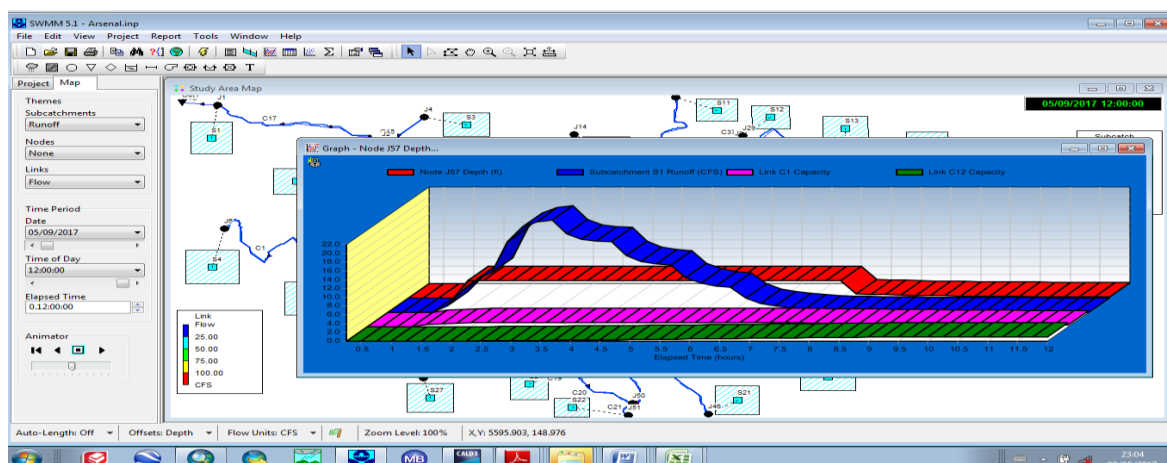 SWMM 5.1 - Arsenal.inp
File Edit View Project Report Tools Window Help
Project Map
Themes
Subcatchments
Runoff
Nodes
None
Links
Flow
Time Period
Date
05/09/2017
Time of Day
12:00:00
Elapsed Time
0.12:00:00
Animator
Study Area Map
05/09/2017 12:00:00
J1
C17
S1
J4
S3
J14
S11
S12
C31
J29
S13
Subcatch
S4
C1
Link
Flow
25.00
50.00
75.00
100.00
CFS
Graph - Node J57 Depth...
Node J57 Depth (ft) Subcatchment S1 Runoff (CFS) Link C1 Capacity Link C12 Capacity
22.0
20.0
18.0
16.0
14.0
12.0
10.0
8.0
6.0
4.0
2.0
0.0
0.5 1 1.5 2 2.5 3 3.5 4 4.5 5 5.5 6 6.5 7 7.5 8 8.5 9 9.5 10 10.5 11 11.5 12
Elapsed Time (hours)
S27
C19
C20
S22
C21
J50
J51
J48
S21
Auto-Length: Off Offsets: Depth Flow Units: CFS Zoom Level: 100% X,Y: 5595.903, 148.976
MB
CALD3
23:04